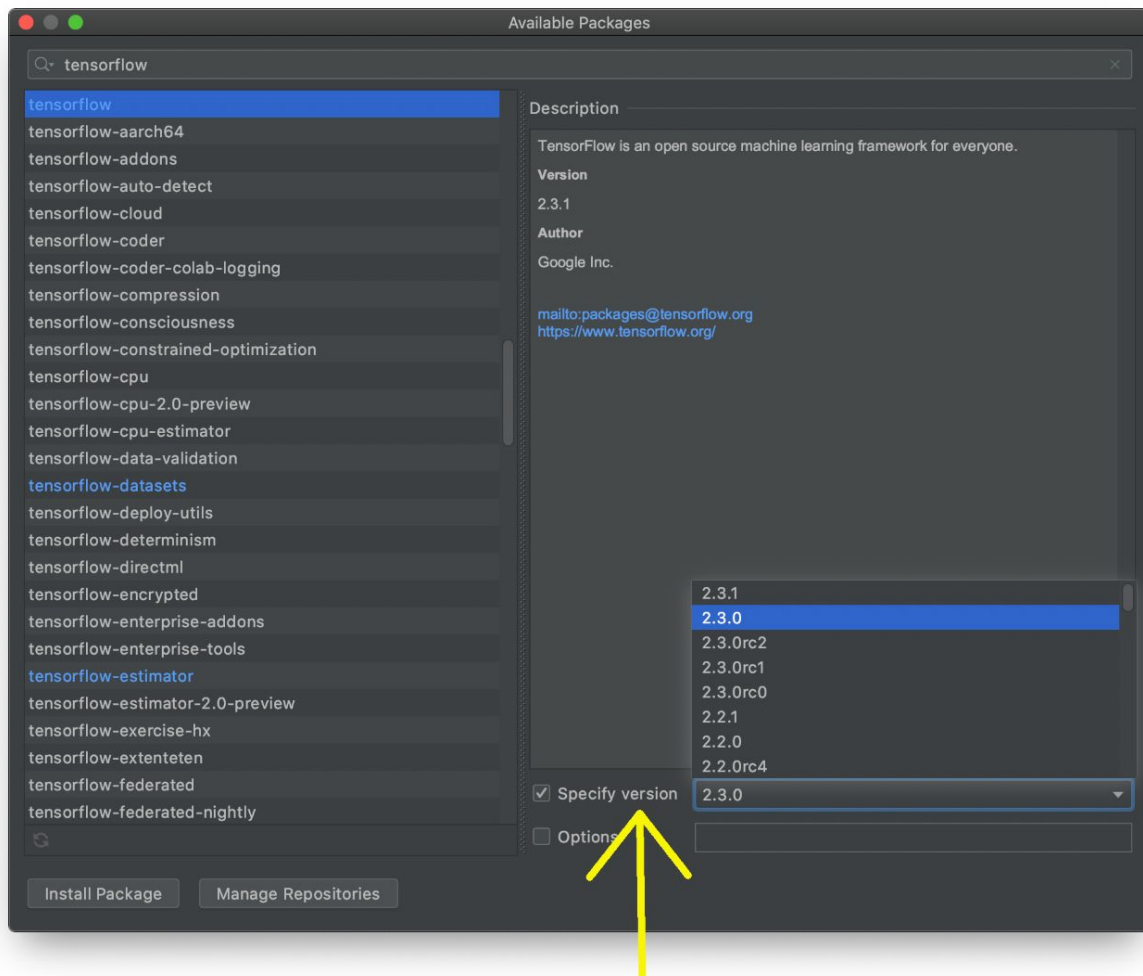 Available Packages
tensorflow
tensorflow
tensorflow-aarch64
tensorflow-addons
tensorflow-auto-detect
tensorflow-cloud
tensorflow-coder
tensorflow-coder-colab-logging
tensorflow-compression
tensorflow-consciousness
tensorflow-constrained-optimization
tensorflow-cpu
tensorflow-cpu-2.0-preview
tensorflow-cpu-estimator
tensorflow-data-validation
tensorflow-datasets
tensorflow-deploy-utils
tensorflow-determinism
tensorflow-directml
tensorflow-encrypted
tensorflow-enterprise-addons
tensorflow-enterprise-tools
tensorflow-estimator
tensorflow-estimator-2.0-preview
tensorflow-exercise-hx
tensorflow-extenteten
tensorflow-federated
tensorflow-federated-nightly
Description
TensorFlow is an open source machine learning framework for everyone.
Version
2.3.1
Author
Google Inc.
mailto:packages@tensorflow.org
https://www.tensorflow.org/
2.3.1
2.3.0
2.3.0rc2
2.3.0rc1
2.3.0rc0
2.2.1
2.2.0
2.2.0rc4
Specify version 2.3.0
Options
Install Package Manage Repositories